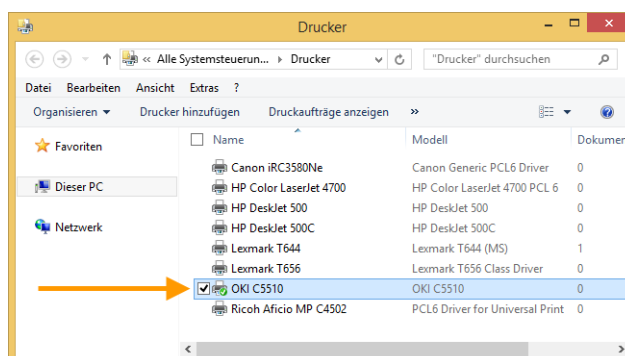 Drucker
« Alle Systemsteuerun... Drucker "Drucker" durchsuchen
Datei Bearbeiten Ansicht Extras ?
Organisieren Drucker hinzufügen Druckaufträge anzeigen »
Name Modell Dokumen
Favoriten
Canon iRC3580Ne Canon Generic PCL6 Driver 0
HP Color LaserJet 4700 HP Color LaserJet 4700 PCL 6 0
Dieser PC
HP DeskJet 500 HP DeskJet 500 0
HP DeskJet 500C HP DeskJet 500C 0
Netzwerk
Lexmark T644 Lexmark T644 (MS) 1
Lexmark T656 Lexmark T656 Class Driver 0
OKI C5510 OKI C5510 0
Ricoh Aficio MP C4502 PCL6 Driver for Universal Print 0